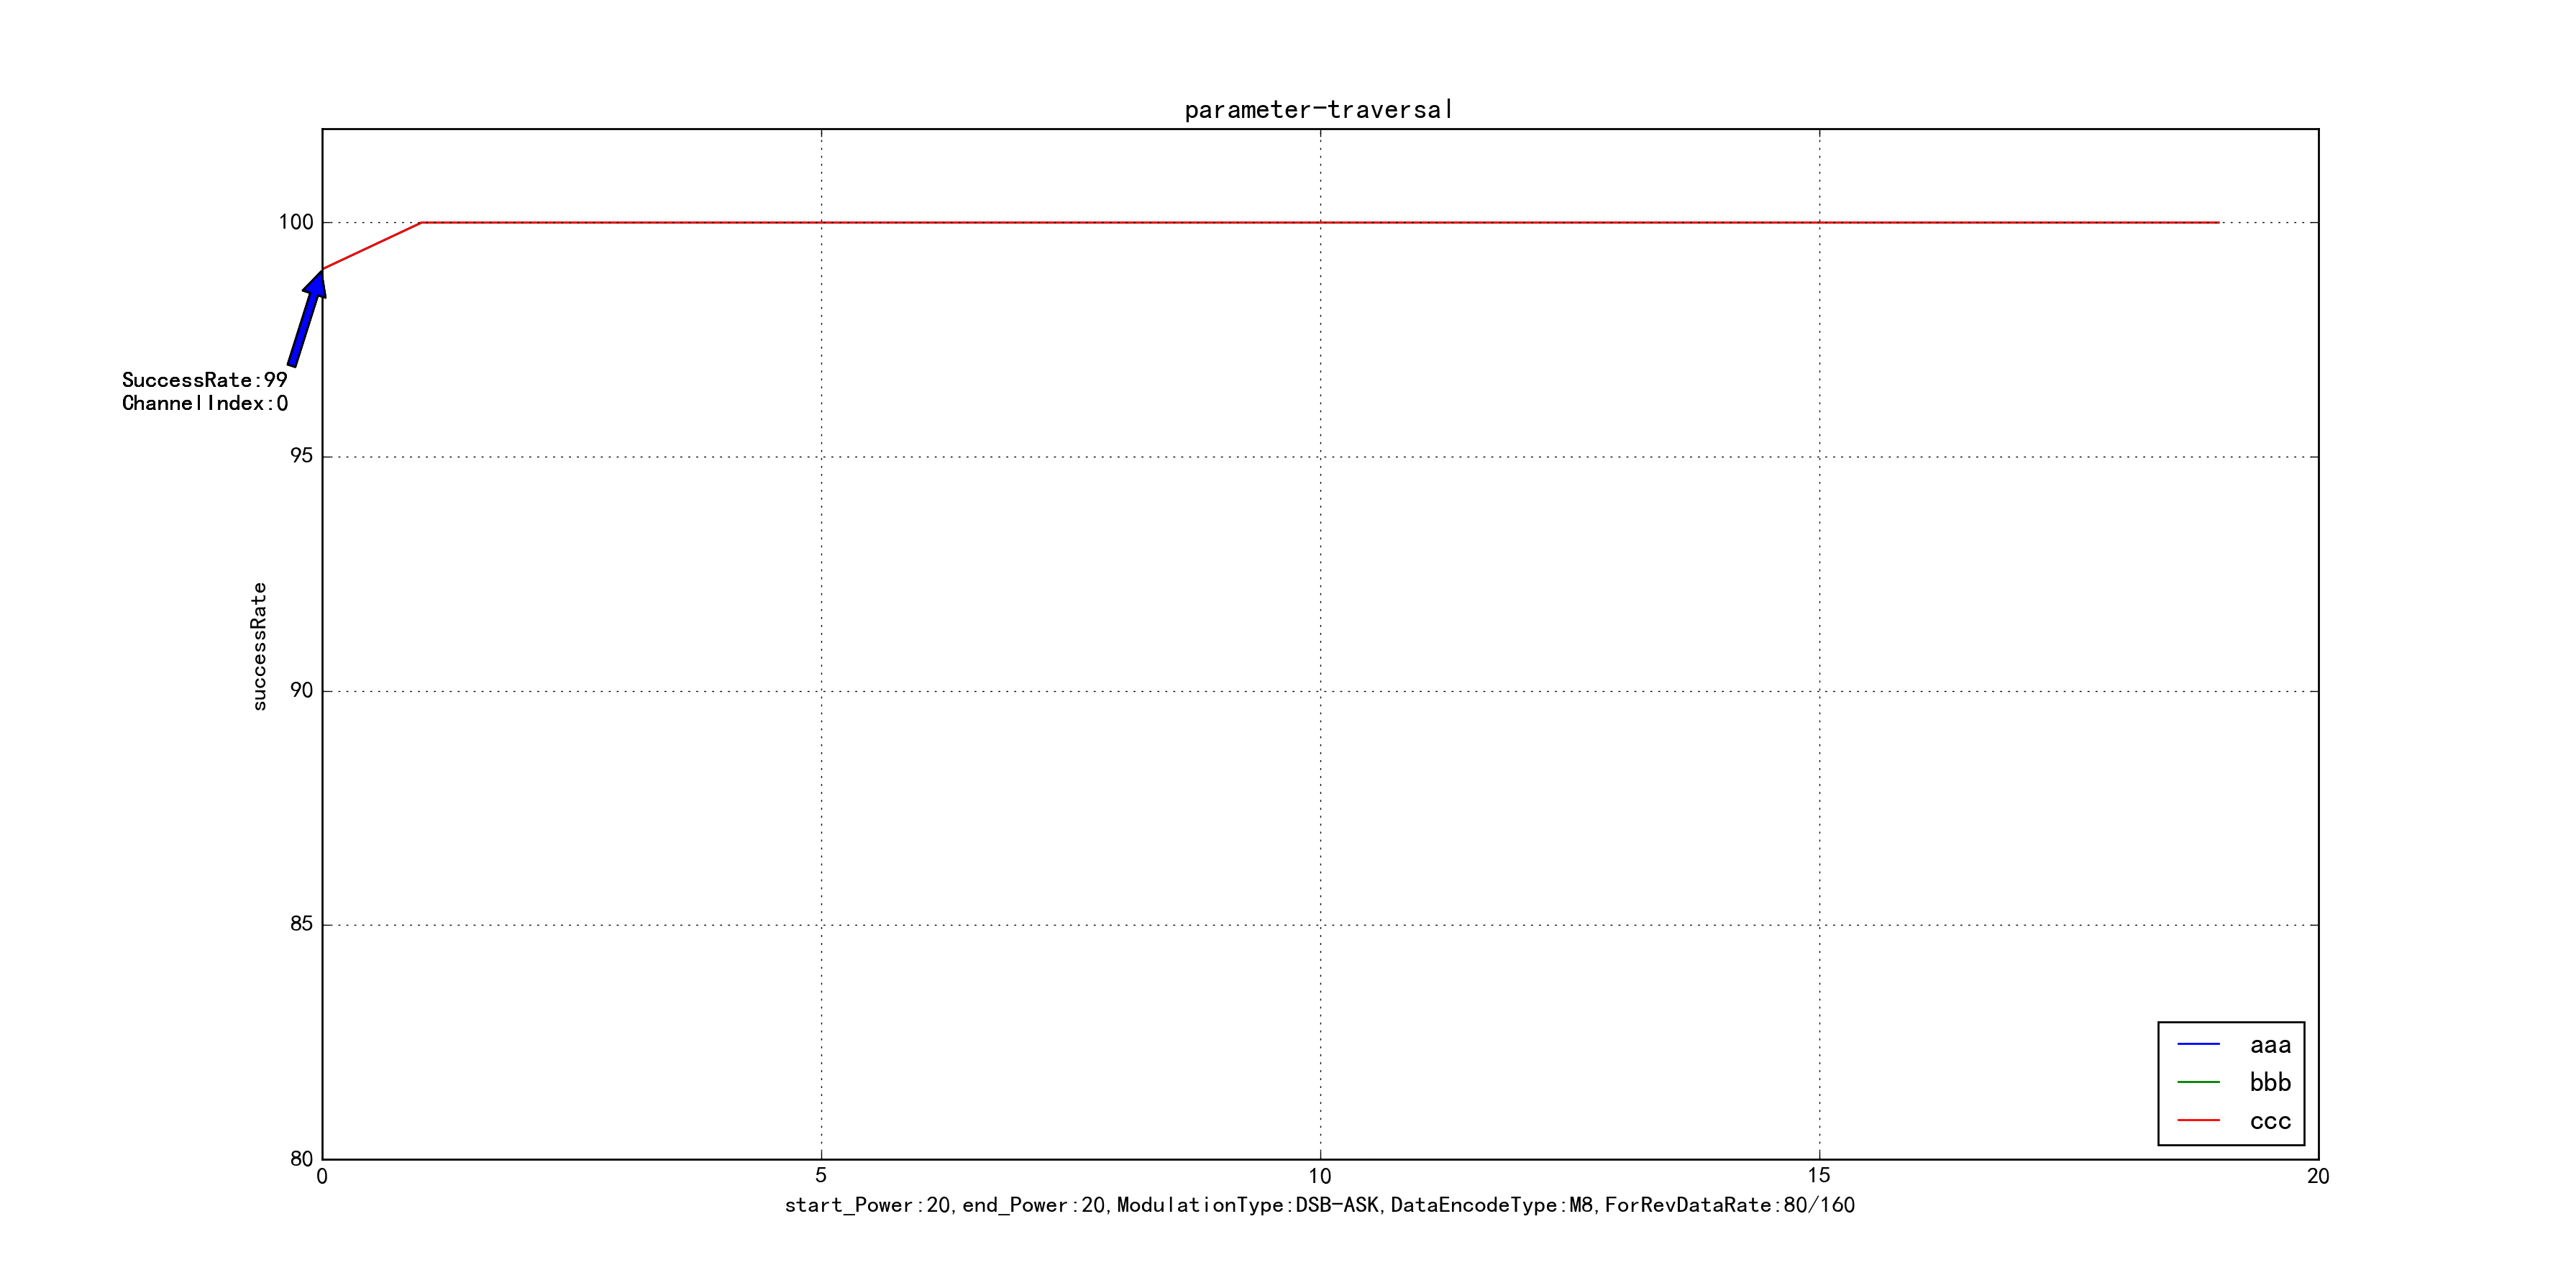 parameter-traversal
100
SuccessRate:99
ChannelIndex:0
95
successRate
90
85
aaa
bbb
ccc
80
0 5 10 15 20
start_Power:20,end_Power:20,ModulationType:DSB-ASK,DataEncodeType:M8,ForRevDataRate:80/160